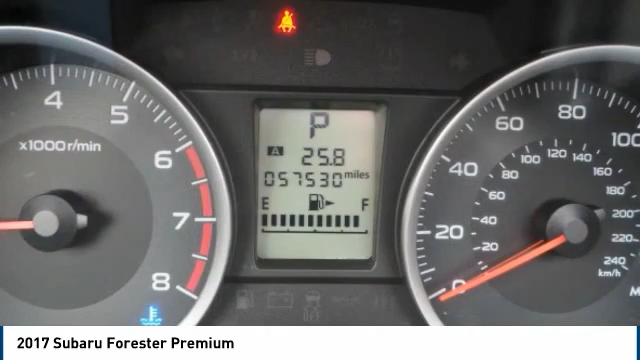 4 5 6 7 8
x1000r/min
P
A 25.8
057530 miles
E F
0 20 40 60 80 100
20 40 60 80 100 120 140 160 180 200 220 240
km/h
2017 Subaru Forester Premium